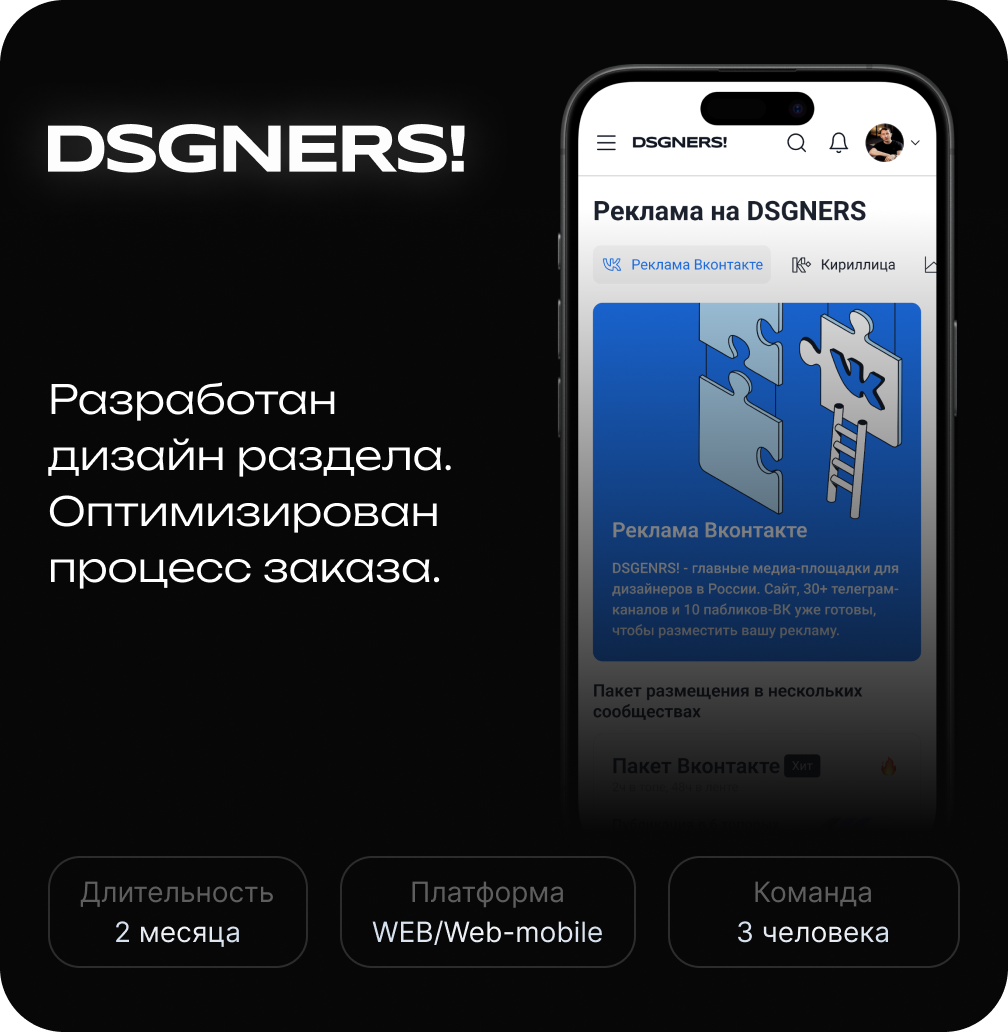 DSGNERS!
Разработан
дизайн раздела.
Оптимизирован
процесс заказа.
DSGNERS!
Реклама на DSGNERS
Реклама Вконтакте
Кириллица
Реклама Вконтакте
DSGENRS! - главные медиа-площадки для
дизайнеров в России. Сайт, 30+ телеграм-
каналов и 10 пабликов-ВК уже готовы,
чтобы разместить вашу рекламу.
Пакет размещения в нескольких
сообществах
Пакет Вконтакте
Хит
Длительность
2 месяца
Платформа
WEB/Web-mobile
Команда
3 человека